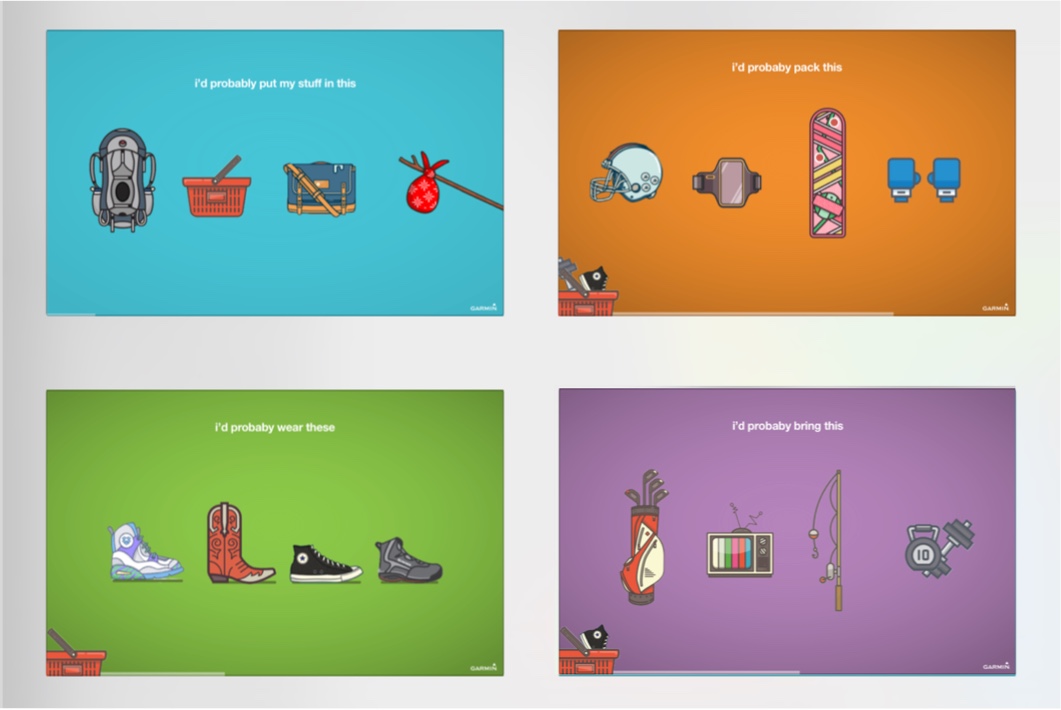 i'd probably put my stuff in this
GARMIN
i'd probaby pack this
GARMIN
i'd probaby wear these
GARMIN
i'd probaby bring this
10
GARMIN